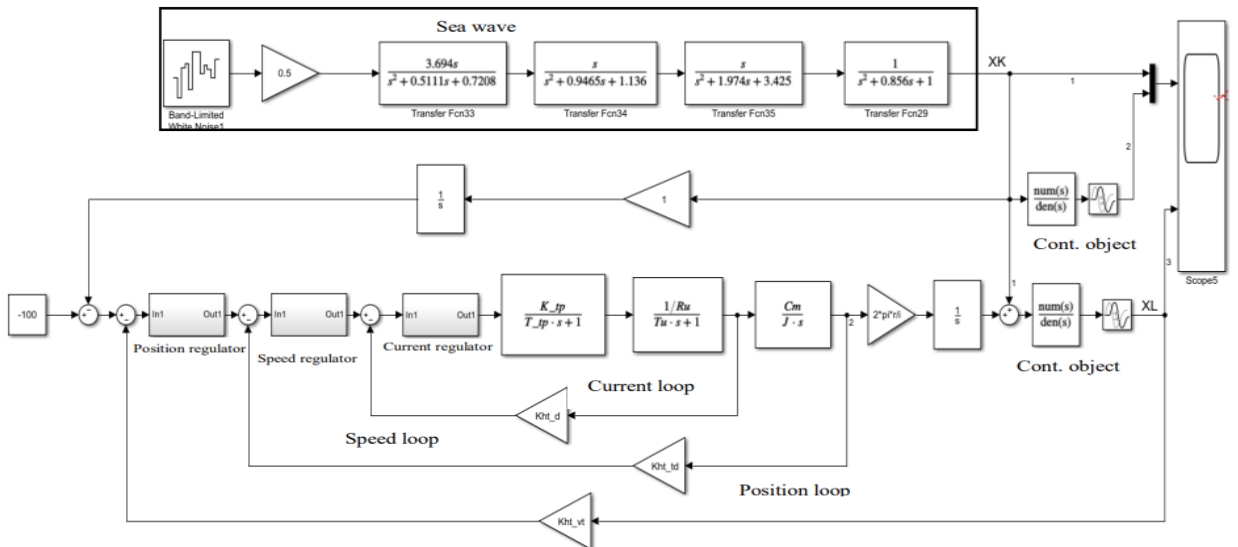 Sea wave
0.5
3.694s
s² + 0.5111s + 0.7208
s
s² + 0.9465s + 1.136
s
s² + 1.974s + 3.425
1
s² + 0.856s + 1
XK
1
Band-Limited
White Noise1
Transfer Fcn33
Transfer Fcn34
Transfer Fcn35
Transfer Fcn29
2
1
s
1
num(s)
den(s)
Cont. object
3
Scope5
1
-100
In1
Out1
Position regulator
In1
Out1
Speed regulator
In1
Out1
Current regulator
K_tp
T_tp · s + 1
1/Ru
Tu · s + 1
Cm
J · s
2
2*pi*r/i
1
s
num(s)
den(s)
XL
Cont. object
Current loop
Kht_d
Speed loop
Kht_td
Position loop
Kht_vt